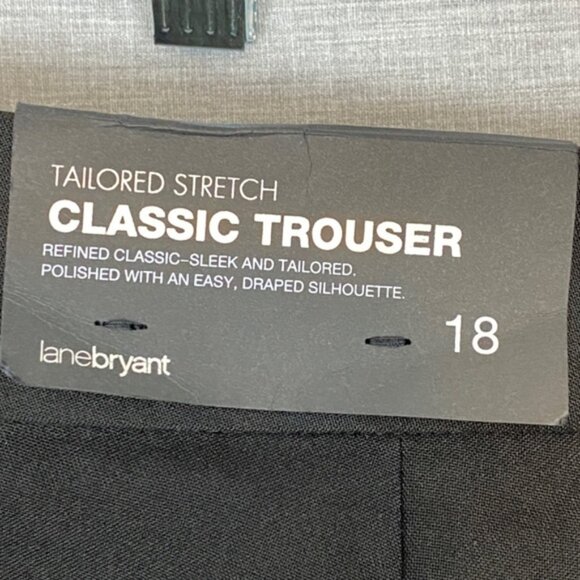 TAILORED STRETCH
CLASSIC TROUSER
REFINED CLASSIC–SLEEK AND TAILORED.
POLISHED WITH AN EASY, DRAPED SILHOUETTE.
18
lanebryant